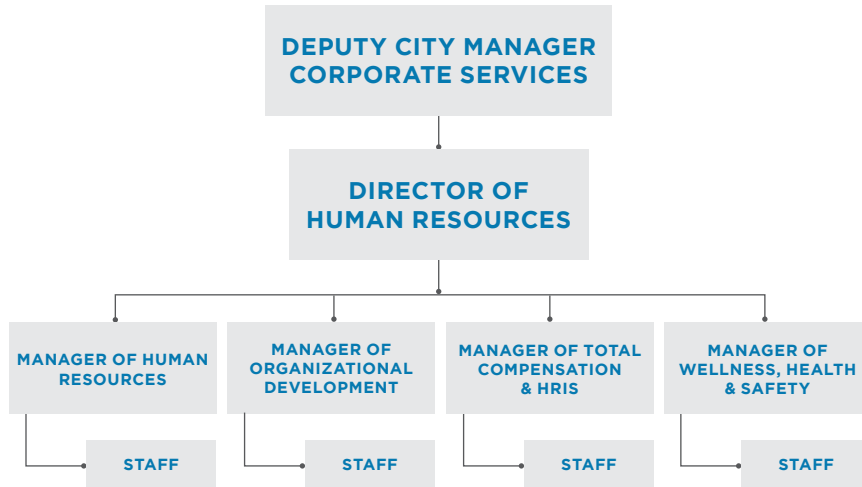 DEPUTY CITY MANAGER
CORPORATE SERVICES
DIRECTOR OF
HUMAN RESOURCES
MANAGER OF HUMAN
RESOURCES
MANAGER OF
ORGANIZATIONAL
DEVELOPMENT
MANAGER OF TOTAL
COMPENSATION
& HRIS
MANAGER OF
WELLNESS, HEALTH
& SAFETY
STAFF
STAFF
STAFF
STAFF